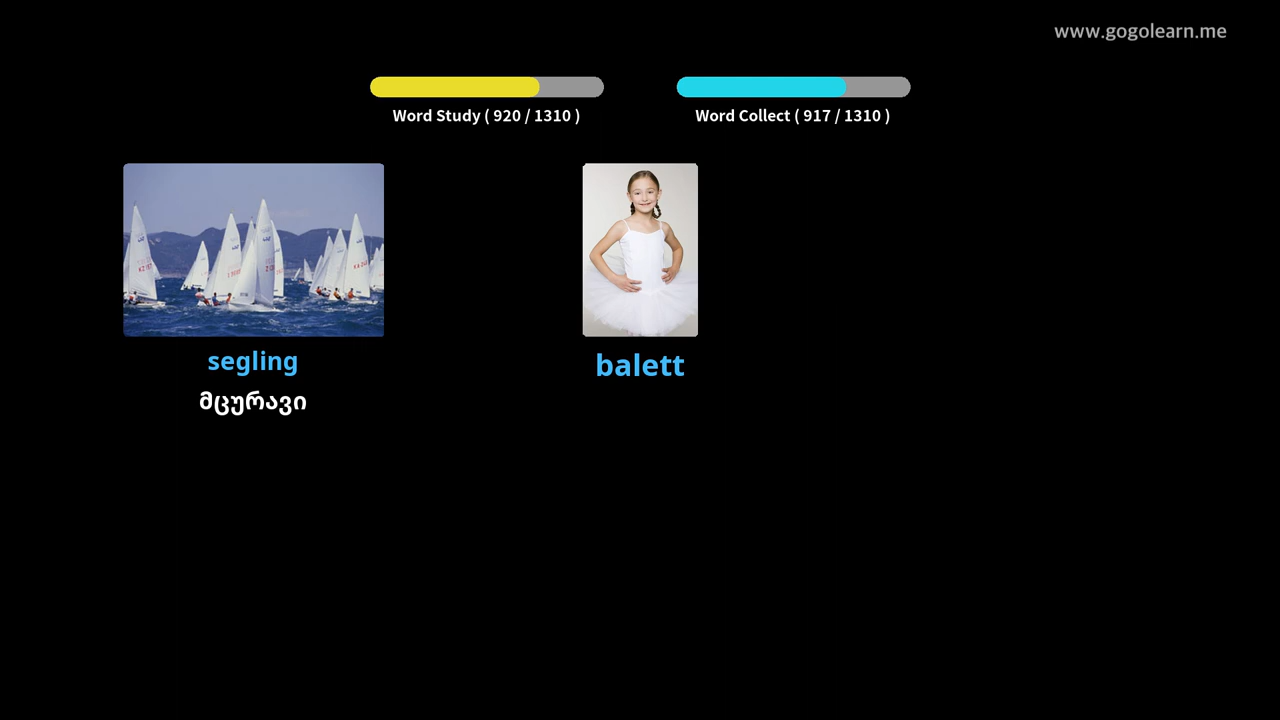 www.gogolearn.me
Word Study ( 920 / 1310 )
Word Collect ( 917 / 1310 )
segling
მცურავი
balett